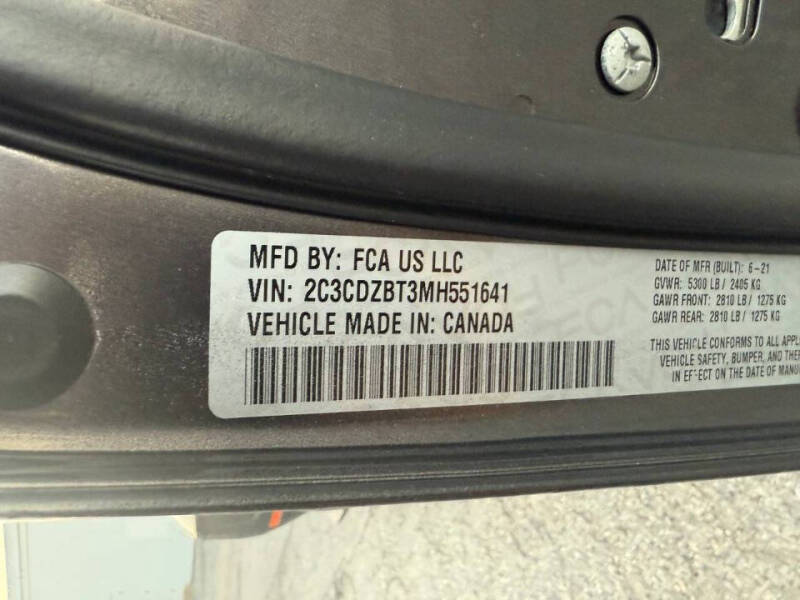 MFD BY: FCA US LLC
VIN: 2C3CDZBT3MH551641
VEHICLE MADE IN: CANADA
DATE OF MFR (BUILT): 6-21
GVWR: 5300 LB / 2405 KG
GAWR FRONT: 2810 LB / 1275 KG
GAWR REAR: 2810 LB / 1275 KG
THIS VEHICLE CONFORMS TO ALL APPL
VEHICLE SAFETY, BUMPER, AND THE
IN EFFECT ON THE DATE OF MANU